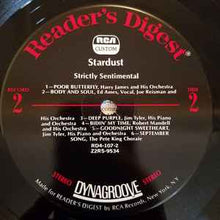 Reader's Digest®
RCA
CUSTOM
Stardust
Strictly Sentimental
RECORD
2
SIDE
2
1—POOR BUTTERFLY, Harry James and His Orchestra
2—BODY AND SOUL, Ed Ames, Vocal, Joe Reisman and
His Orchestra 3—DEEP PURPLE, Jim Tyler, His Piano
and Orchestra 4—BIDIN' MY TIME, Robert Mandell
and His Orchestra 5—GOODNIGHT SWEETHEART,
Jim Tyler, His Piano and Orchestra 6—SEPTEMBER
SONG, The Pete King Chorale
RD4-107-2
22RS-9534
STEREO
DYNAGROOVE
STEREO
Made for READER'S DIGEST by RCA Records, New York, N.Y.